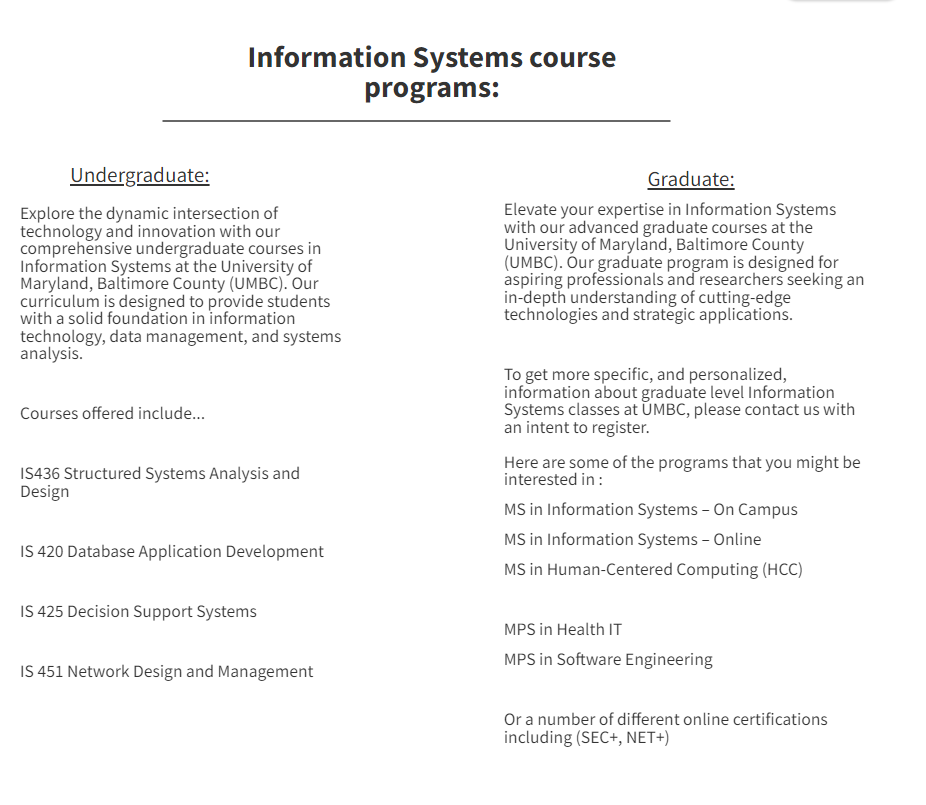 Information Systems course
programs:
Undergraduate:
Explore the dynamic intersection of
technology and innovation with our
comprehensive undergraduate courses in
Information Systems at the University of
Maryland, Baltimore County (UMBC). Our
curriculum is designed to provide students
with a solid foundation in information
technology, data management, and systems
analysis.
Courses offered include...
IS436 Structured Systems Analysis and
Design
IS 420 Database Application Development
IS 425 Decision Support Systems
IS 451 Network Design and Management
Graduate:
Elevate your expertise in Information Systems
with our advanced graduate courses at the
University of Maryland, Baltimore County
(UMBC). Our graduate program is designed for
aspiring professionals and researchers seeking an
in-depth understanding of cutting-edge
technologies and strategic applications.
To get more specific, and personalized,
information about graduate level Information
Systems classes at UMBC, please contact us with
an intent to register.
Here are some of the programs that you might be
interested in :
MS in Information Systems – On Campus
MS in Information Systems – Online
MS in Human-Centered Computing (HCC)
MPS in Health IT
MPS in Software Engineering
Or a number of different online certifications
including (SEC+, NET+)